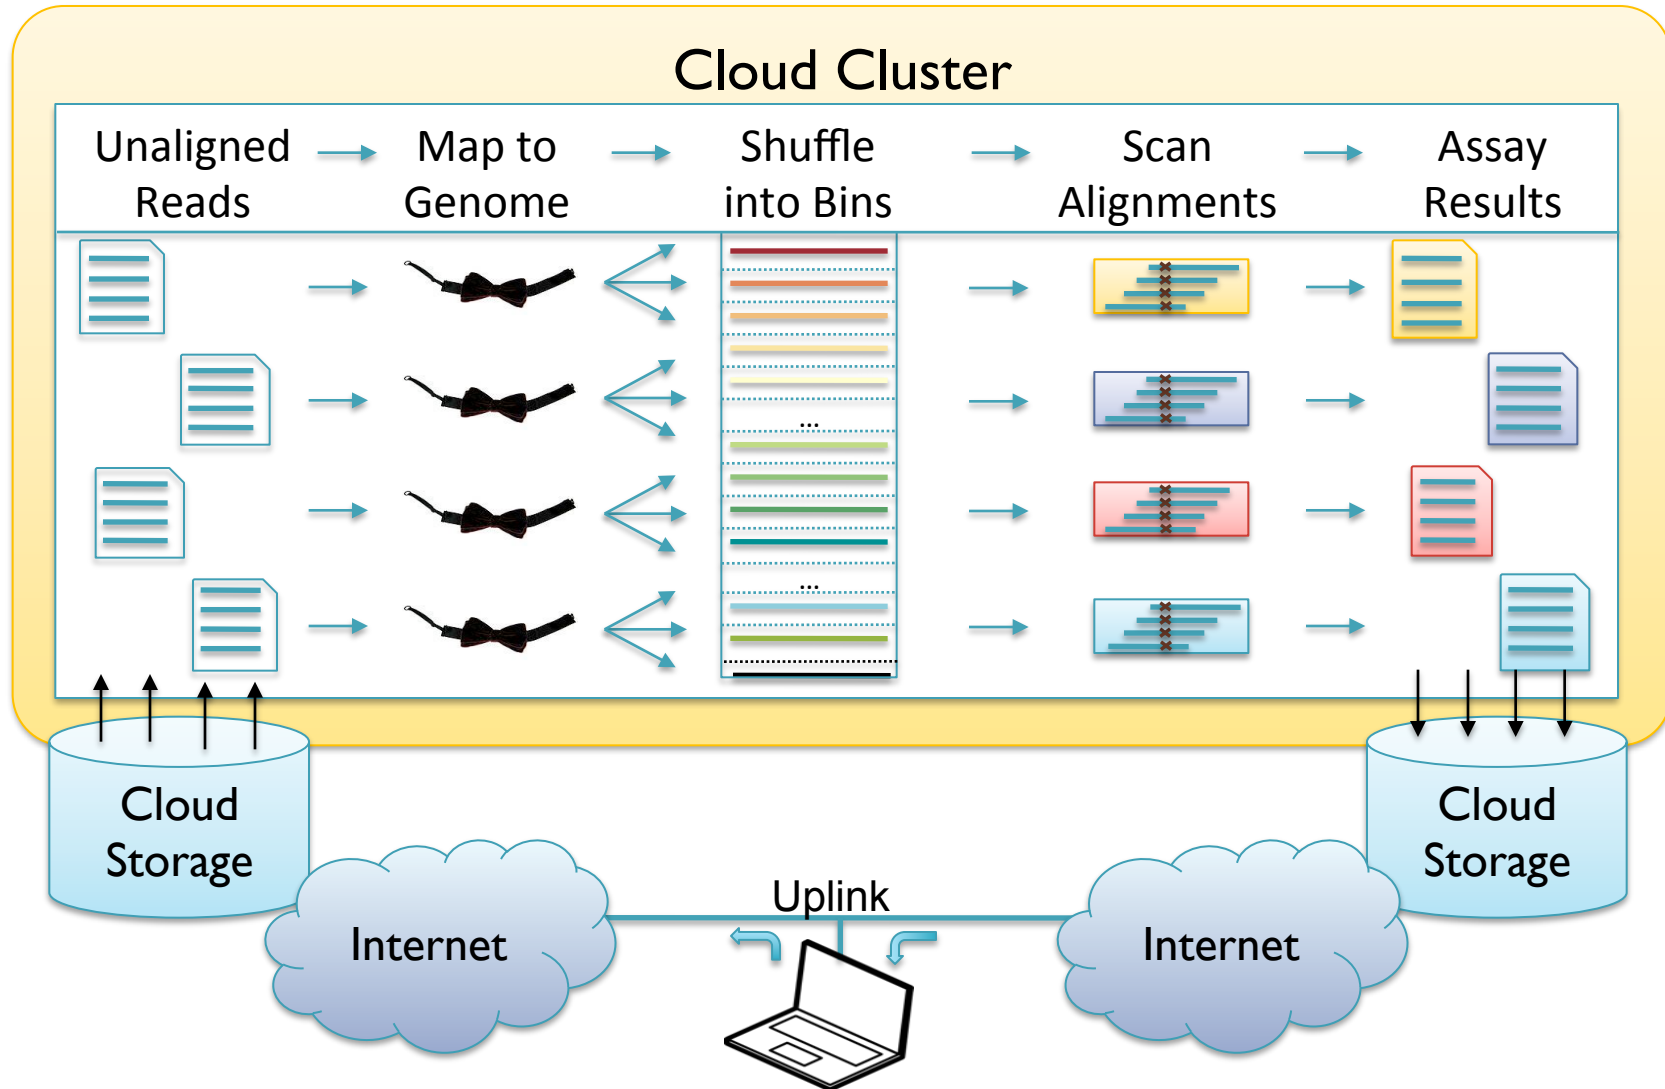 Cloud Cluster
Unaligned
Reads
Map to
Genome
Shuffle
into Bins
Scan
Alignments
Assay
Results
...
...
Cloud
Storage
Cloud
Storage
Internet
Uplink
Internet